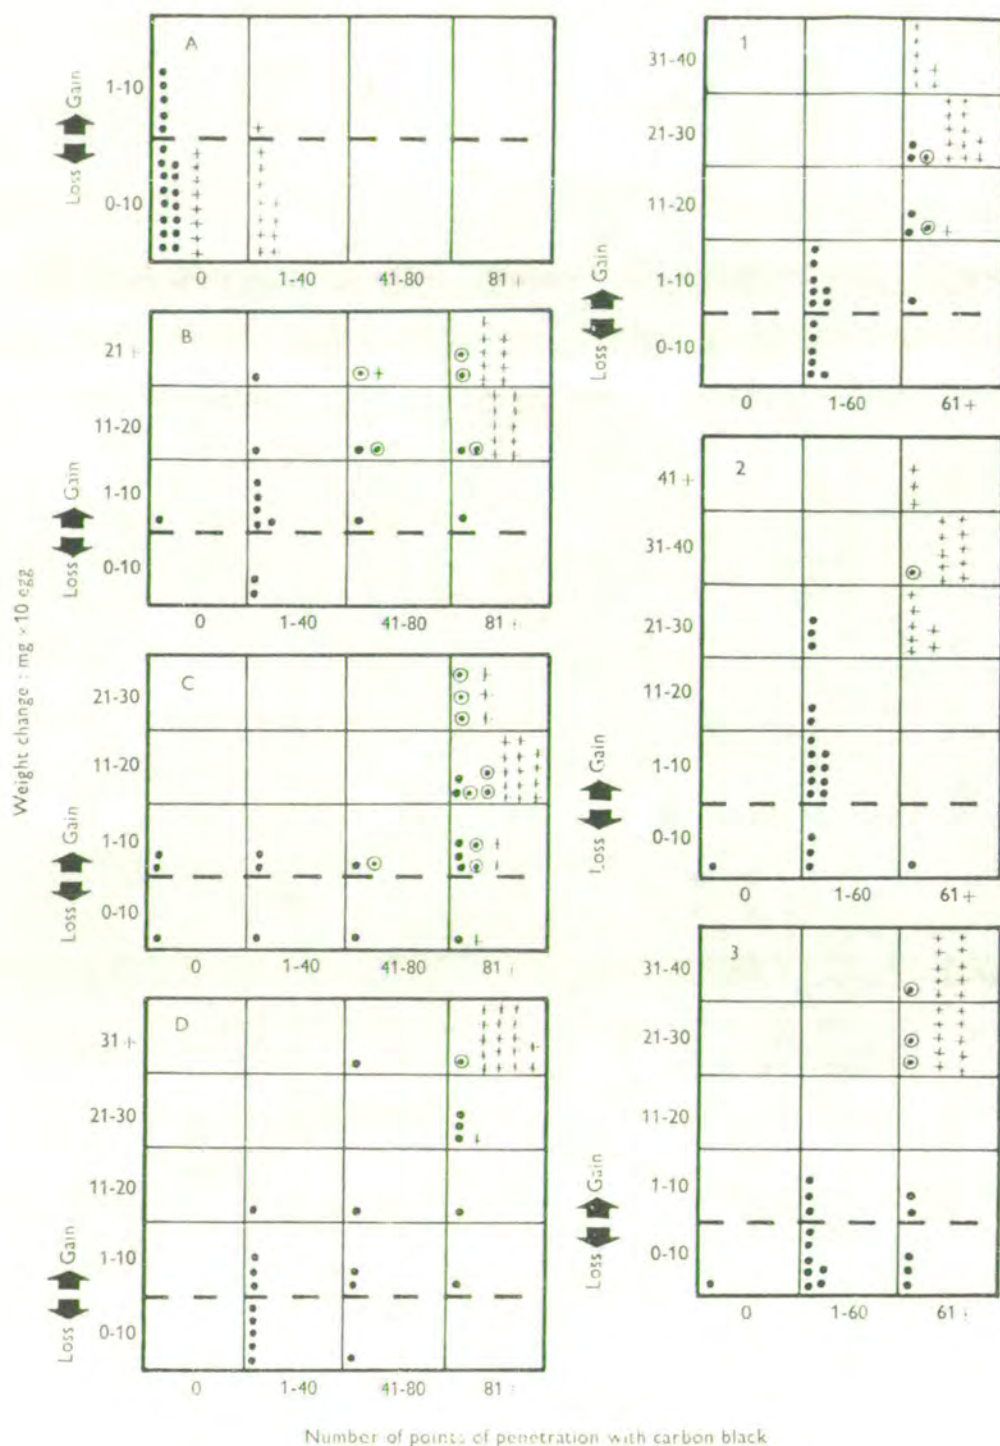 Weight change : mg × 10 egg
A
Gain
1-10
Loss
0-10
0 1-40 41-80 81 +
B
21 +
11-20
Gain
1-10
Loss
0-10
0 1-40 41-80 81 +
C
21-30
11-20
Gain
1-10
Loss
0-10
0 1-40 41-80 81 +
D
31 +
21-30
11-20
Gain
1-10
Loss
0-10
0 1-40 41-80 81 +
1
31-40
21-30
11-20
Gain
1-10
Loss
0-10
0 1-60 61 +
2
41 +
31-40
21-30
11-20
Gain
1-10
Loss
0-10
0 1-60 61 +
3
31-40
21-30
11-20
Gain
1-10
Loss
0-10
0 1-60 61 +
Number of points of penetration with carbon black